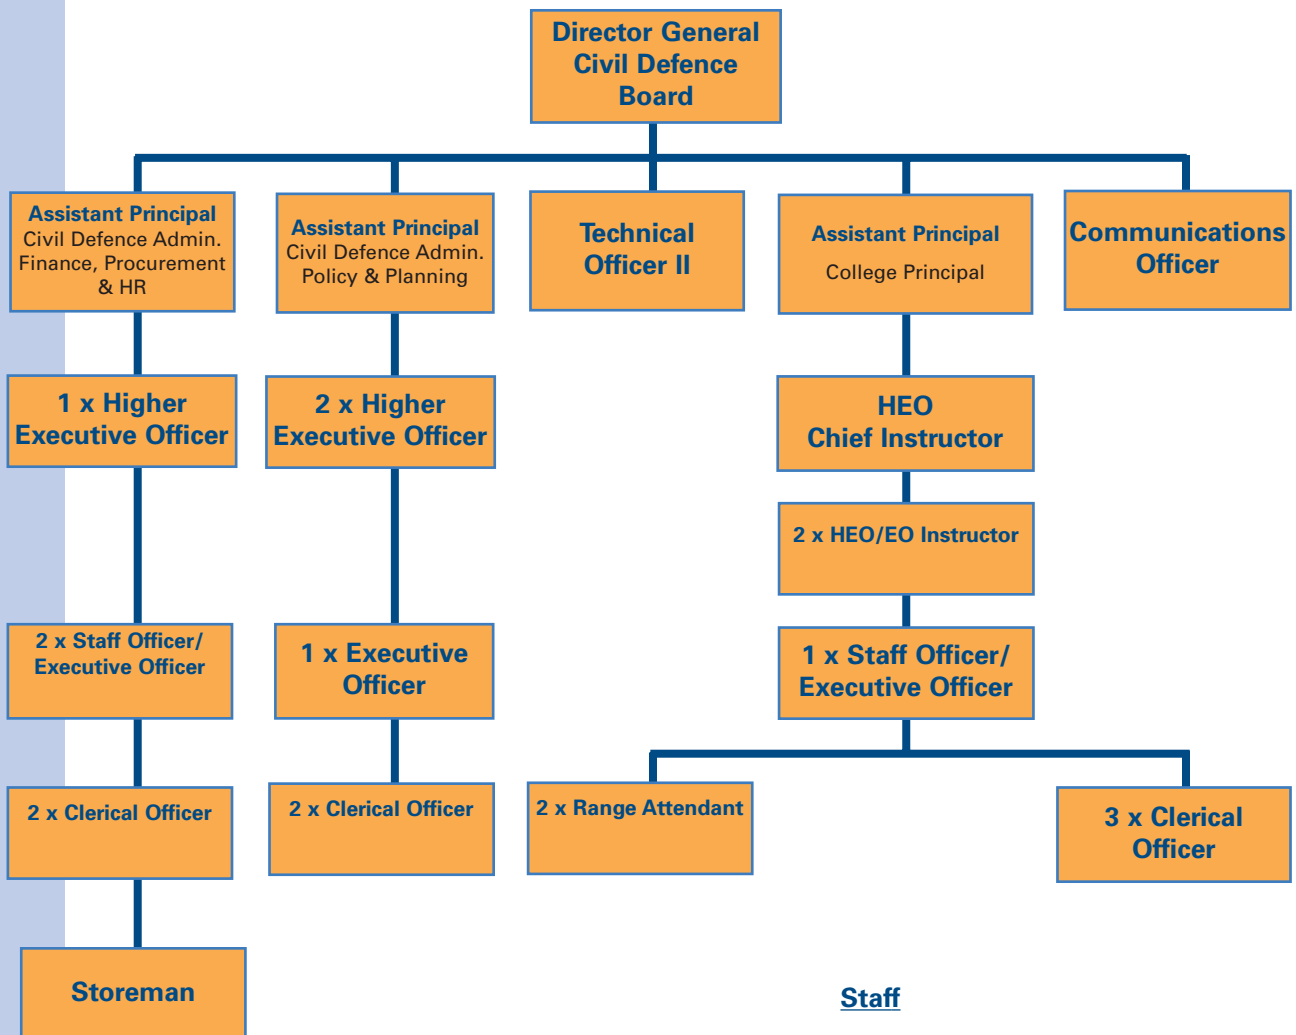 Director General
Civil Defence
Board
Assistant Principal
Civil Defence Admin.
Finance, Procurement
& HR
Assistant Principal
Civil Defence Admin.
Policy & Planning
Technical
Officer II
Assistant Principal
College Principal
Communications
Officer
1 x Higher
Executive Officer
2 x Higher
Executive Officer
HEO
Chief Instructor
2 x HEO/EO Instructor
2 x Staff Officer/
Executive Officer
1 x Executive
Officer
1 x Staff Officer/
Executive Officer
2 x Clerical Officer
2 x Clerical Officer
2 x Range Attendant
3 x Clerical
Officer
Storeman
Staff